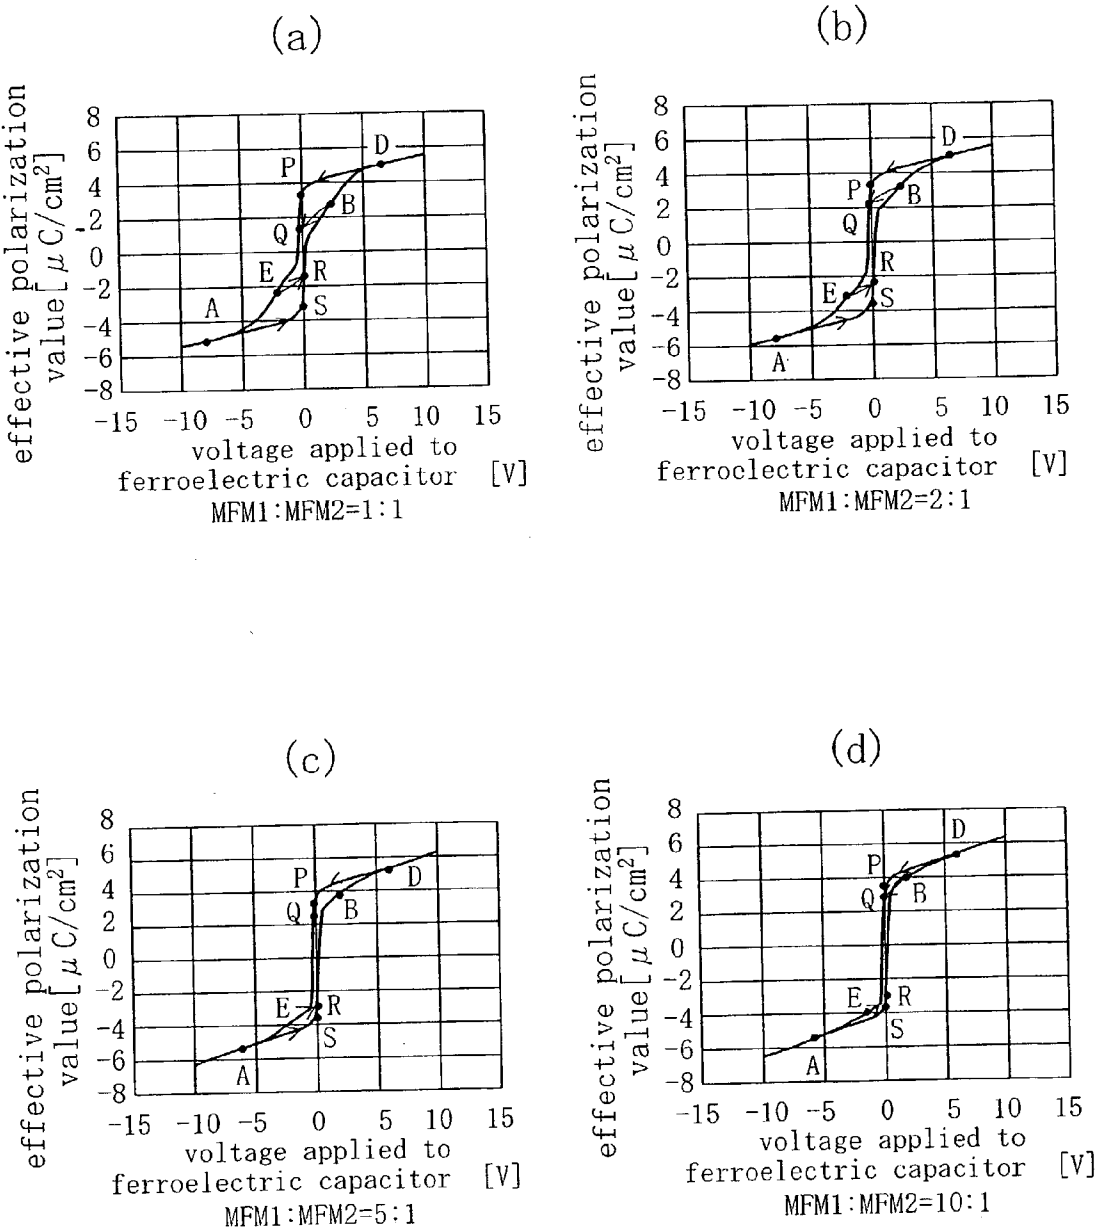 (a)
effective polarization
value[μC/cm²]
8
6
4
2
0
-2
-4
-6
-8
P
D
Q
B
E
R
A
S
-15 -10 -5 0 5 10 15
voltage applied to
ferroelectric capacitor [V]
MFM1:MFM2=1:1
(b)
effective polarization
value[μC/cm²]
8
6
4
2
0
-2
-4
-6
-8
D
P
B
Q
R
E
S
A
-15 -10 -5 0 5 10 15
voltage applied to
ferroclectric capacitor [V]
MFM1:MFM2=2:1
(c)
effective polarization
value[μC/cm²]
8
6
4
2
0
-2
-4
-6
-8
P
D
Q
B
E
R
S
A
-15 -10 -5 0 5 10 15
voltage applied to
ferroelectric capacitor [V]
MFM1:MFM2=5:1
(d)
effective polarization
value[μC/cm²]
8
6
4
2
0
-2
-4
-6
-8
D
P
Q
B
E
R
S
A
-15 -10 -5 0 5 10 15
voltage applied to
ferroelectric capacitor [V]
MFM1:MFM2=10:1